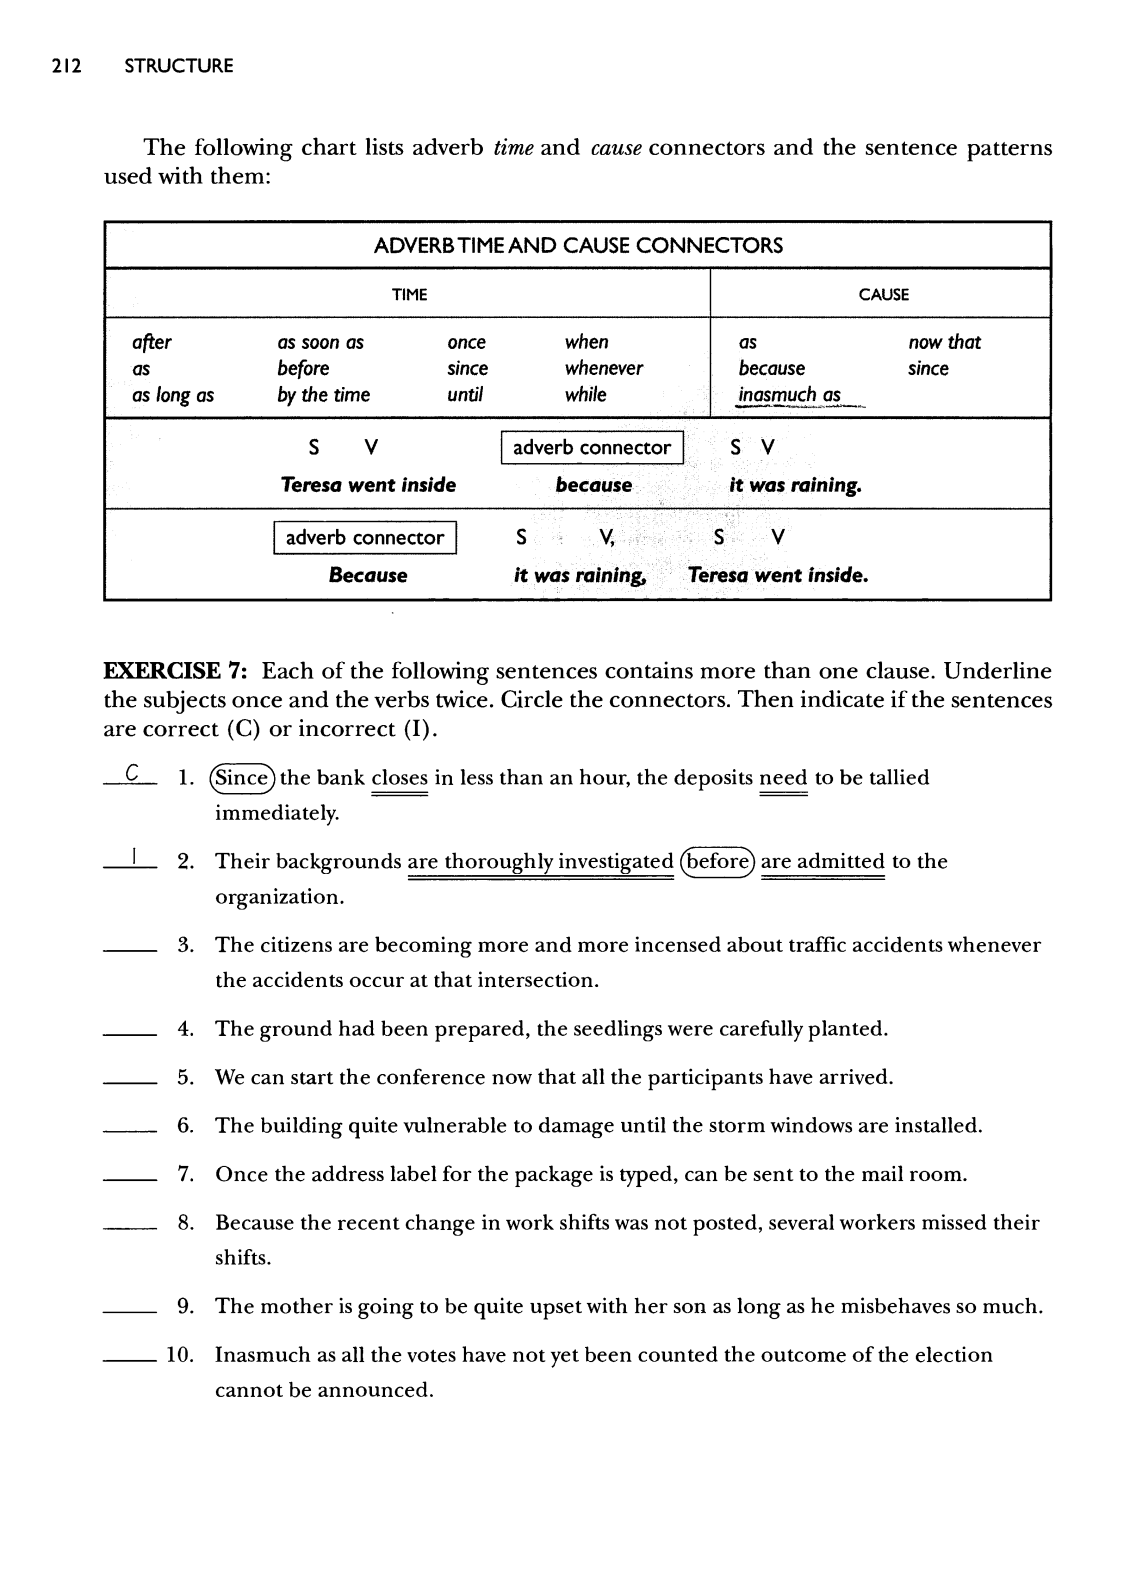 212 STRUCTURE
The following chart lists adverb time and cause connectors and the sentence patterns
used with them:
ADVERB TIME AND CAUSE CONNECTORS
TIME CAUSE
after as soon as once when as now that
as before since whenever because since
as long as by the time until while inasmuch as
S V adverb connector S V
Teresa went inside because it was raining.
adverb connector S V, S V
Because it was raining, Teresa went inside.
EXERCISE 7: Each of the following sentences contains more than one clause. Underline
the subjects once and the verbs twice. Circle the connectors. Then indicate if the sentences
are correct (C) or incorrect (I).
C 1. Since the bank closes in less than an hour, the deposits need to be tallied
immediately.
I 2. Their backgrounds are thoroughly investigated before are admitted to the
organization.
3. The citizens are becoming more and more incensed about traffic accidents whenever
the accidents occur at that intersection.
4. The ground had been prepared, the seedlings were carefully planted.
5. We can start the conference now that all the participants have arrived.
6. The building quite vulnerable to damage until the storm windows are installed.
7. Once the address label for the package is typed, can be sent to the mail room.
8. Because the recent change in work shifts was not posted, several workers missed their
shifts.
9. The mother is going to be quite upset with her son as long as he misbehaves so much.
10. Inasmuch as all the votes have not yet been counted the outcome of the election
cannot be announced.